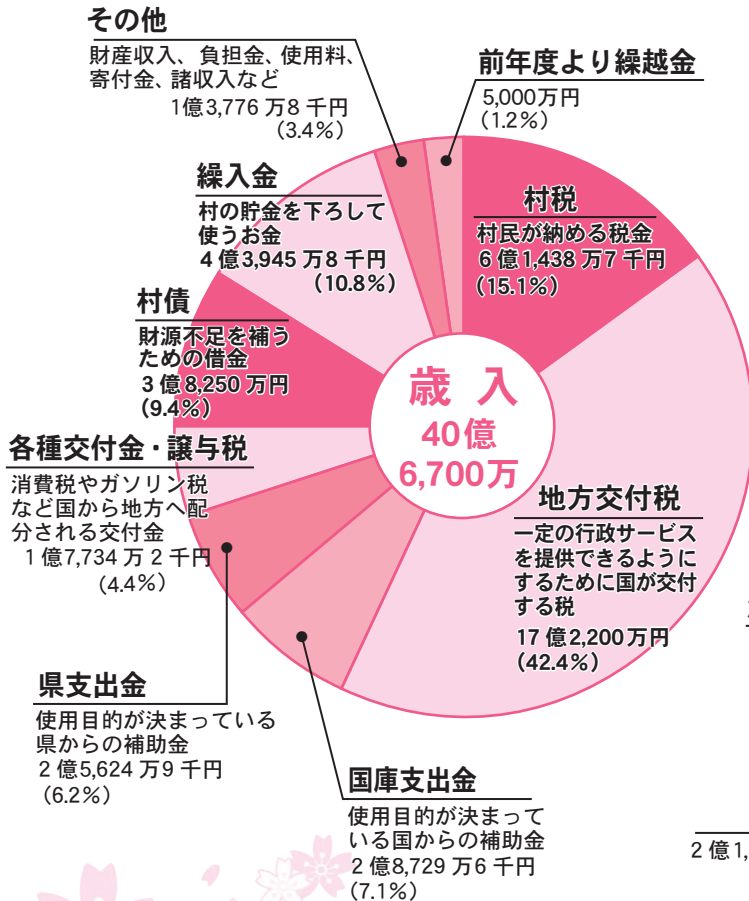 その他
財産収入、負担金、使用料、
寄付金、諸収入など
1億3,776万8千円
(3.4%)
前年度より繰越金
5,000万円
(1.2%)
繰入金
村の貯金を下ろして
使うお金
4億3,945万8千円
(10.8%)
村税
村民が納める税金
6億1,438万7千円
(15.1%)
村債
財源不足を補う
ための借金
3億8,250万円
(9.4%)
歳入
40億
6,700万
各種交付金・譲与税
消費税やガソリン税
など国から地方へ配
分される交付金
1億7,734万2千円
(4.4%)
地方交付税
一定の行政サービス
を提供できるように
するために国が交付
する税
17億2,200万円
(42.4%)
県支出金
使用目的が決まっている
県からの補助金
2億5,624万9千円
(6.2%)
国庫支出金
使用目的が決まって
いる国からの補助金
2億8,729万6千円
(7.1%)
2億1,